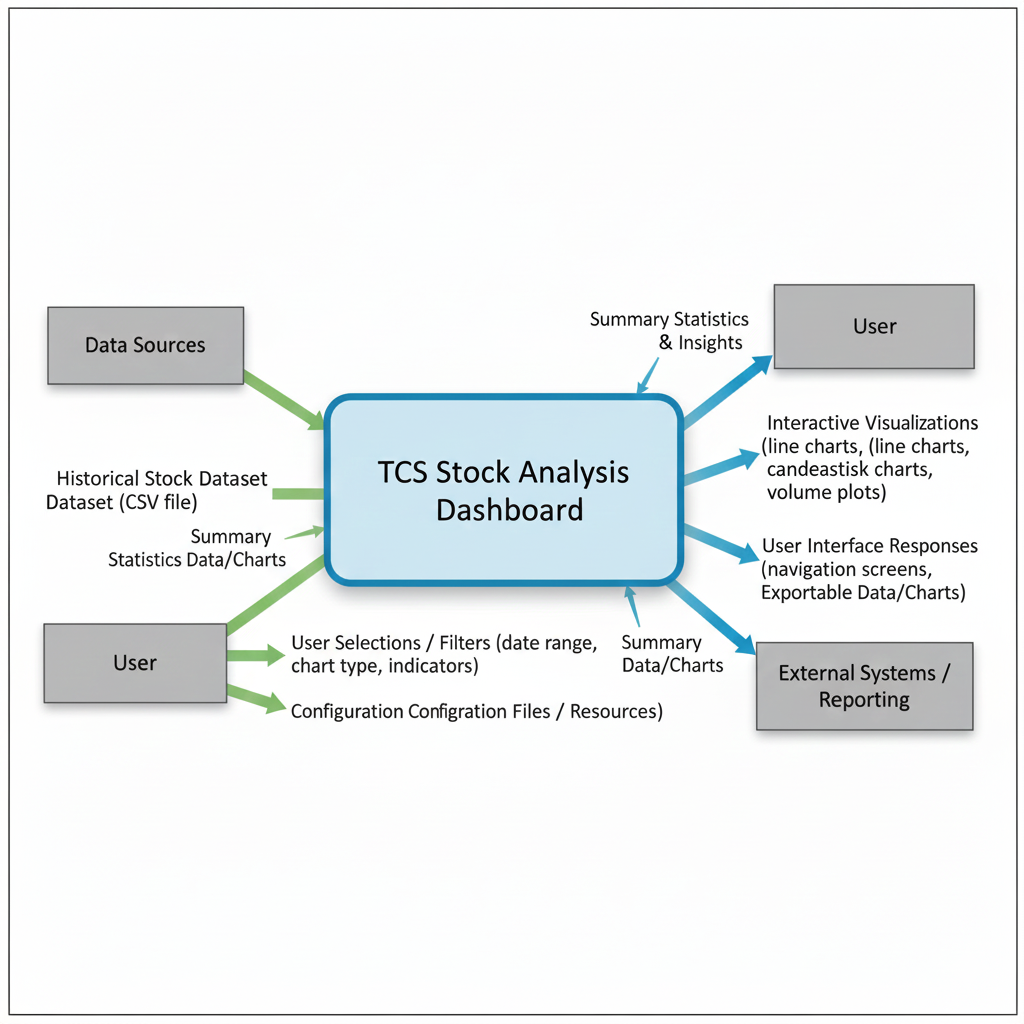 Data Sources
Historical Stock Dataset
Dataset (CSV file)
Summary
Statistics Data/Charts
User
User Selections / Filters (date range,
chart type, indicators)
Configuration Configration Files / Resources)
TCS Stock Analysis
Dashboard
Summary Statistics
& Insights
User
Interactive Visualizations
(line charts, (line charts,
candeastisk charts,
volume plots)
User Interface Responses
(navigation screens,
Exportable Data/Charts)
Summary
Data/Charts
External Systems /
Reporting